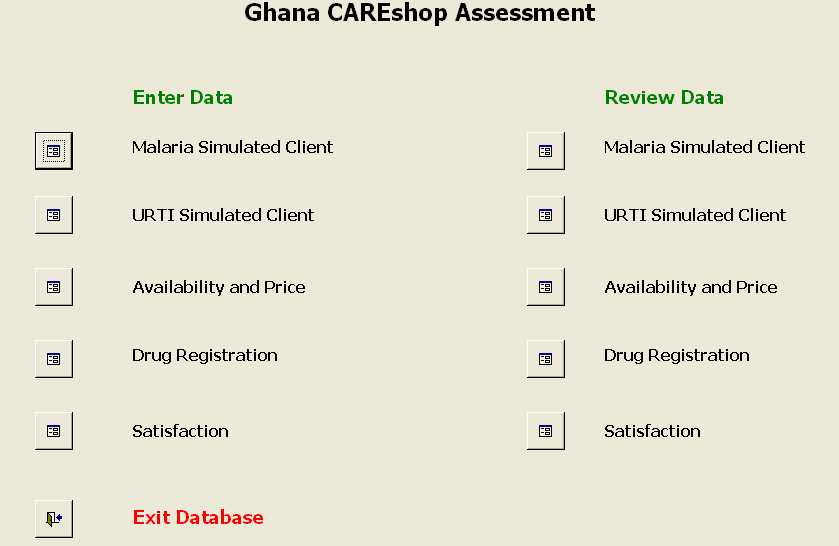 Ghana CAREshop Assessment
Enter Data
Review Data
Malaria Simulated Client
Malaria Simulated Client
URTI Simulated Client
URTI Simulated Client
Availability and Price
Availability and Price
Drug Registration
Drug Registration
Satisfaction
Satisfaction
Exit Database